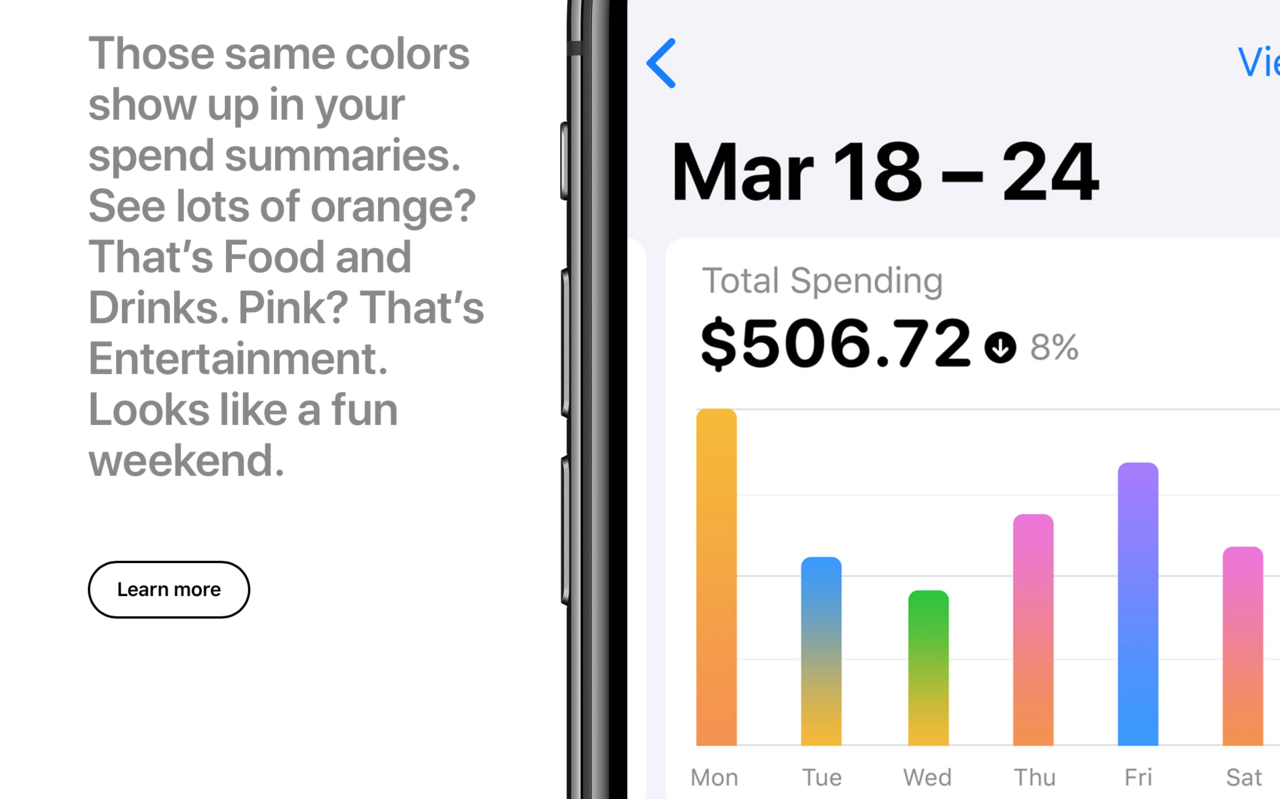 Those same colors
show up in your
spend summaries.
See lots of orange?
That’s Food and
Drinks. Pink? That’s
Entertainment.
Looks like a fun
weekend.
Learn more
Mar 18 – 24
Total Spending
$506.72 8%
Mon Tue Wed Thu Fri Sat